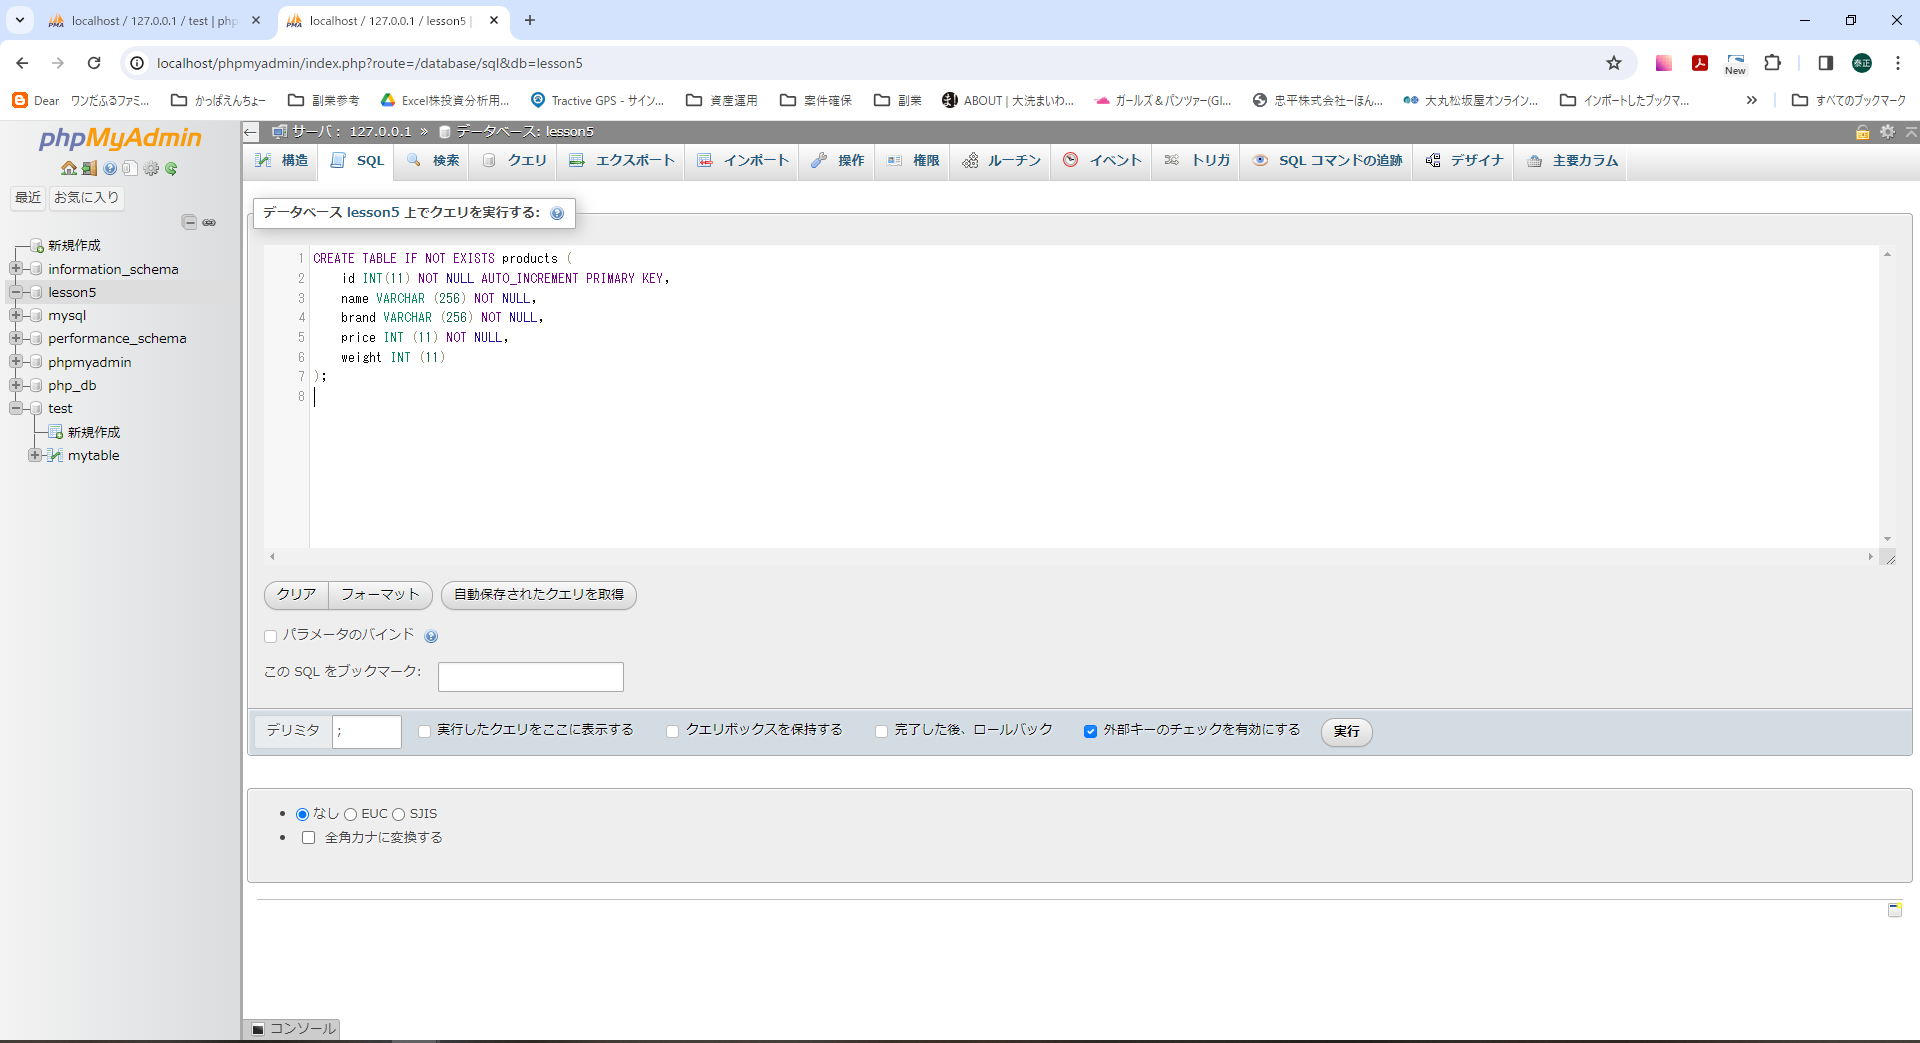 localhost / 127.0.0.1 / test | php
localhost / 127.0.0.1 / lesson5 |
localhost/phpmyadmin/index.php?route=/database/sql&db=lesson5
New
泰正
Dear ワンだふるファミ...
かっぱえんちょー
副業参考
Excel株投資分析用...
Tractive GPS - サイン...
資産運用
案件確保
副業
ABOUT | 大洗まいわ...
ガールズ＆パンツァー(GI...
忠平株式会社ーほん...
大丸松坂屋オンライン...
インポートしたブックマ...
»
すべてのブックマーク
phpMyAdmin
最近 お気に入り
新規作成
information_schema
lesson5
mysql
performance_schema
phpmyadmin
php_db
test
新規作成
mytable
サーバ： 127.0.0.1 » データベース: lesson5
構造 SQL 検索 クエリ エクスポート インポート 操作 権限 ルーチン イベント トリガ SQL コマンドの追跡 デザイナ 主要カラム
データベース lesson5 上でクエリを実行する:
1 CREATE TABLE IF NOT EXISTS products (
2 id INT(11) NOT NULL AUTO_INCREMENT PRIMARY KEY,
3 name VARCHAR (256) NOT NULL,
4 brand VARCHAR (256) NOT NULL,
5 price INT (11) NOT NULL,
6 weight INT (11)
7 );
8
クリア フォーマット 自動保存されたクエリを取得
パラメータのバインド
この SQL をブックマーク:
デリミタ ; 実行したクエリをここに表示する クエリボックスを保持する 完了した後、ロールバック 外部キーのチェックを有効にする 実行
なし EUC SJIS
全角カナに変換する
コンソール